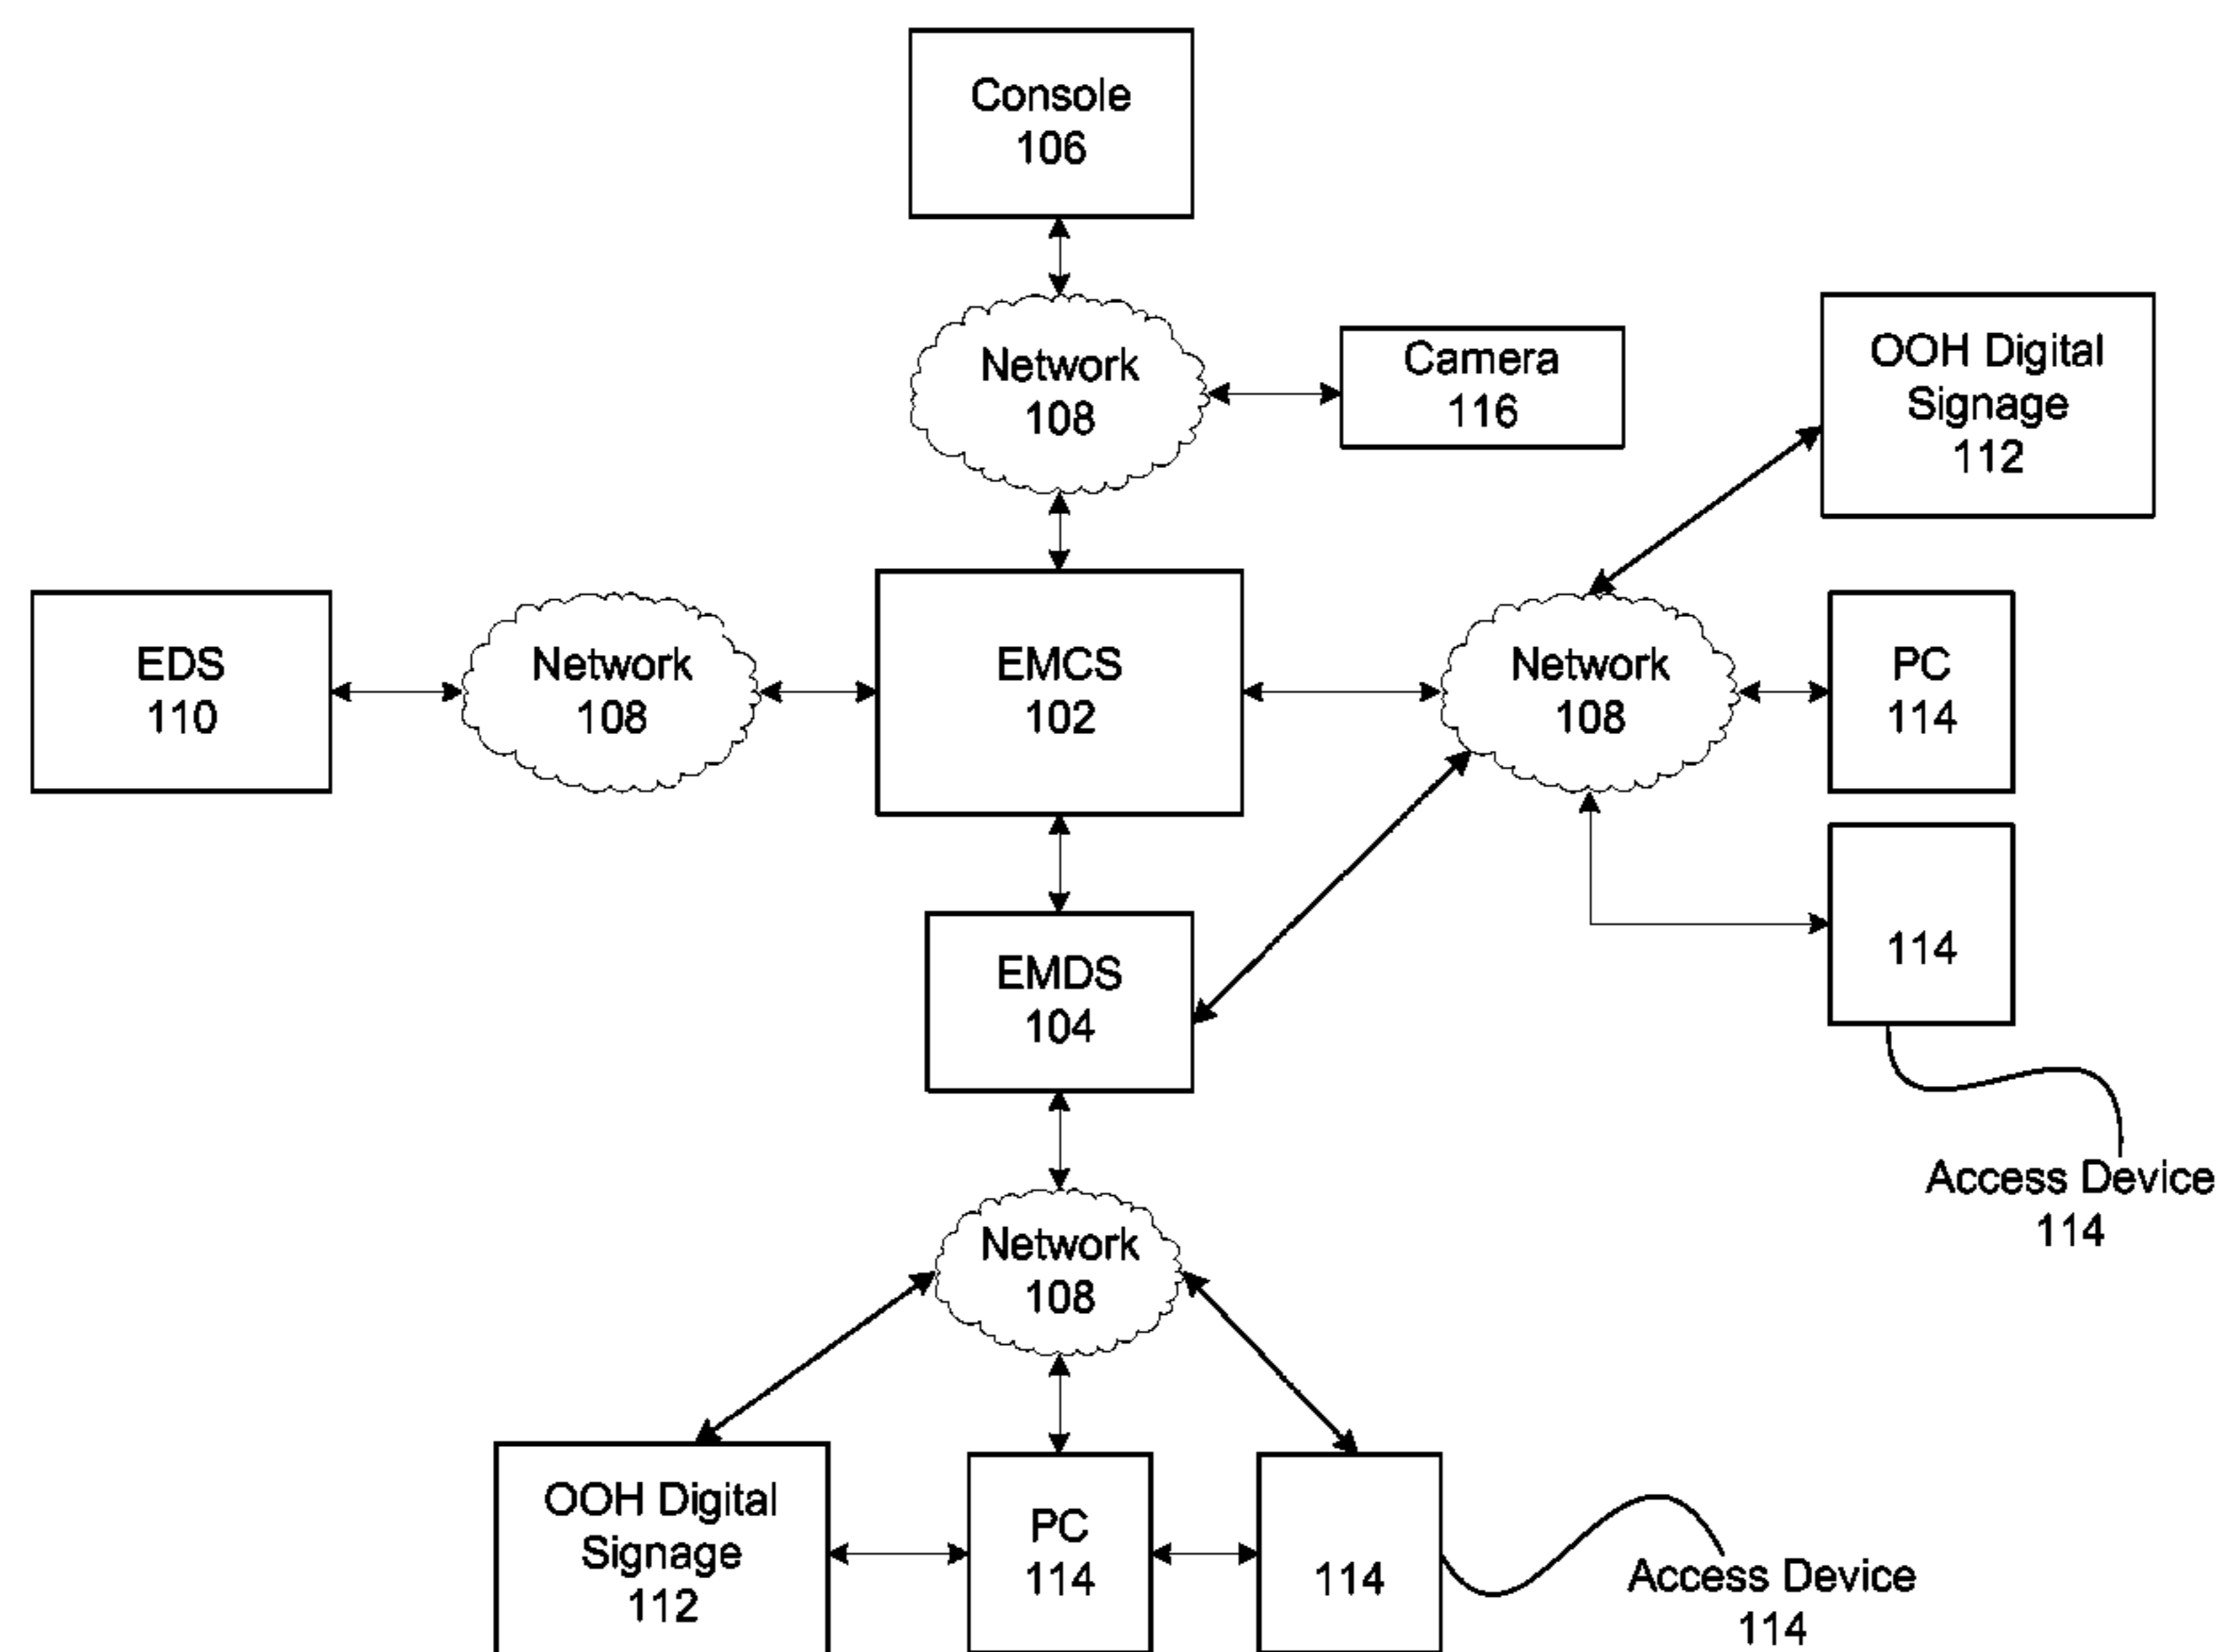 Console
106
Network
108
Camera
116
OOH Digital
Signage
112
EDS
110
Network
108
EMCS
102
Network
108
PC
114
EMDS
104
114
Access Device
114
Network
108
OOH Digital
Signage
112
PC
114
114
Access Device
114